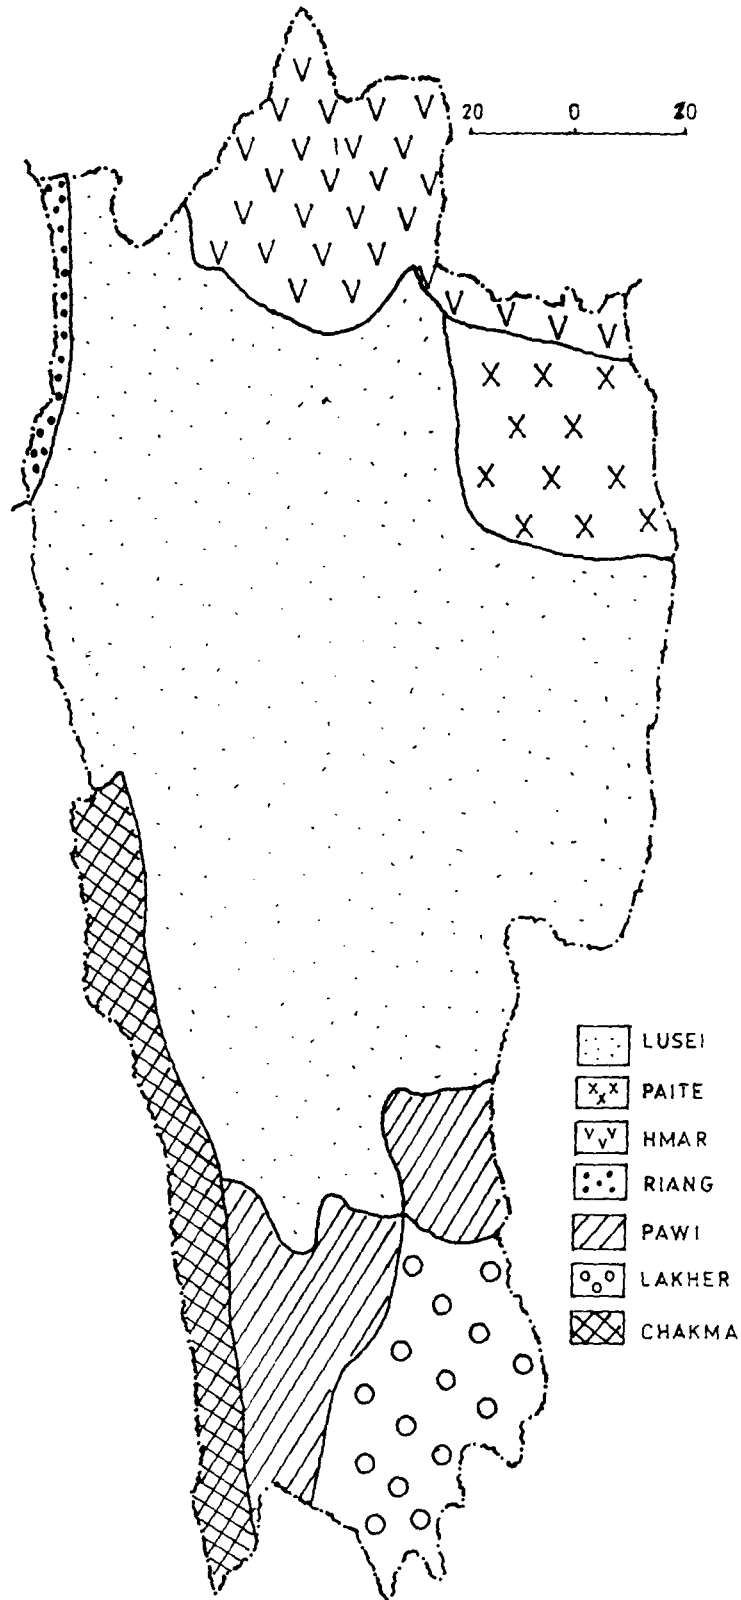 20 0 20
LUSEI
PAITE
HMAR
RIANG
PAWI
LAKHER
CHAKMA